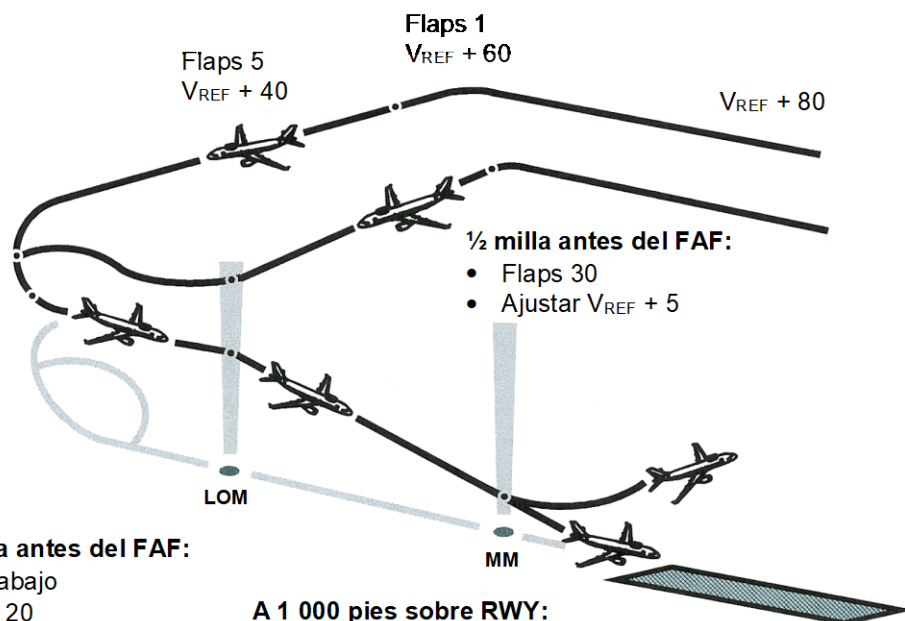 Flaps 1
VREF + 60
Flaps 5
VREF + 40
VREF + 80
½ milla antes del FAF:
• Flaps 30
• Ajustar VREF + 5
LOM
MM
a antes del FAF:
abajo
20
A 1 000 pies sobre RWY: